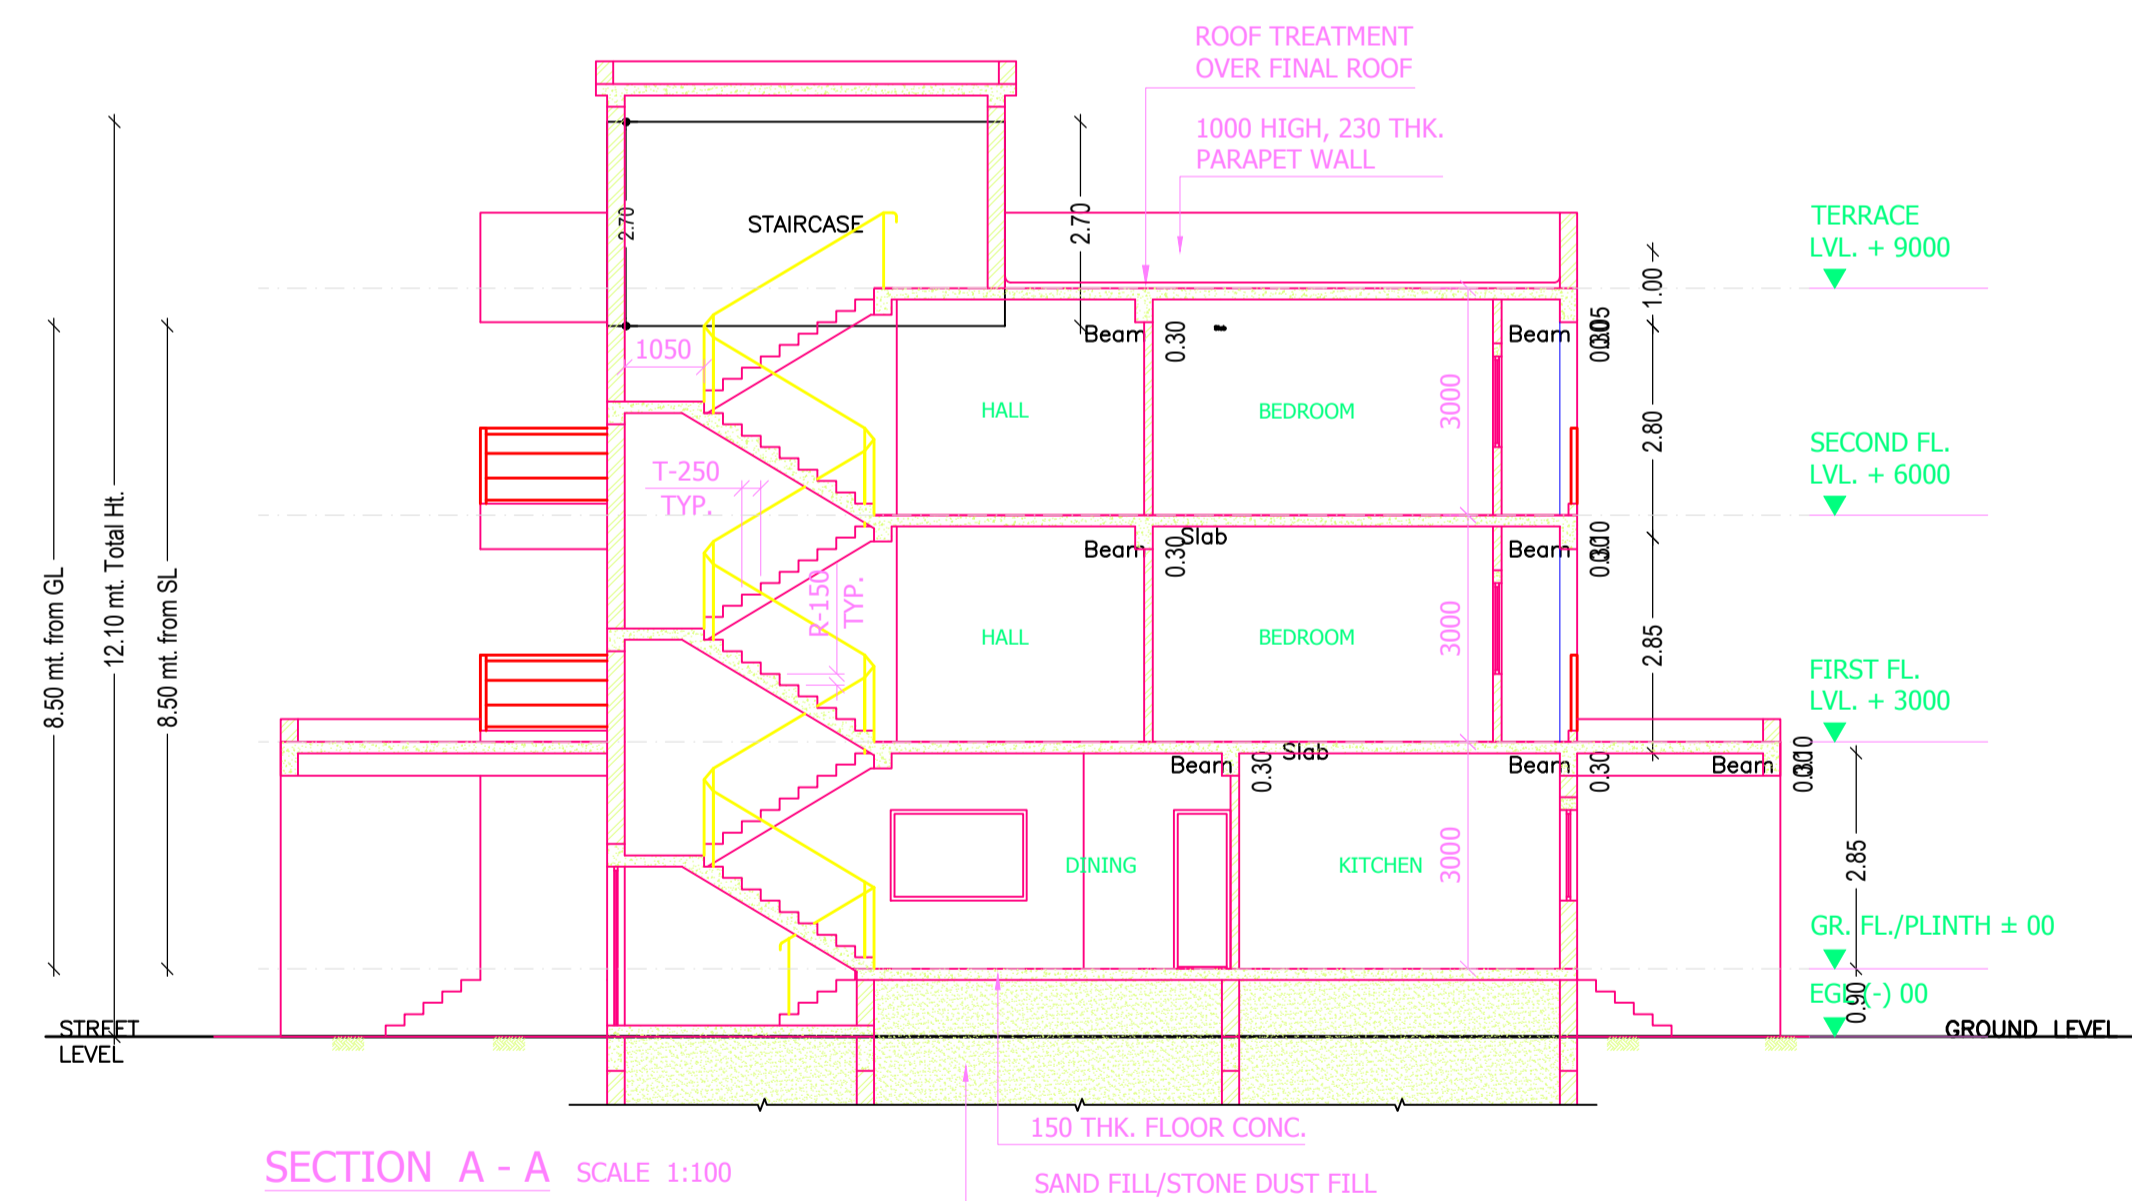 ROOF TREATMENT
OVER FINAL ROOF
1000 HIGH, 230 THK.
PARAPET WALL
STAIRCASE
2.70
2.70
TERRACE
LVL. + 9000
1.00
1050
Beam
0.30
Beam
HALL
BEDROOM
3000
2.80
SECOND FL.
LVL. + 6000
T-250
TYP.
R-150
TYP.
Beam
0.30
Slab
Beam
HALL
BEDROOM
3000
2.85
FIRST FL.
LVL. + 3000
8.50 mt. from GL
12.10 mt. Total Ht.
8.50 mt. from SL
Beam
0.30
Slab
Beam
0.30
Beam
DINING
KITCHEN
3000
2.85
GR. FL./PLINTH ± 00
EGL (-) 00
0.90
STREET
LEVEL
GROUND LEVEL
150 THK. FLOOR CONC.
SECTION A - A SCALE 1:100
SAND FILL/STONE DUST FILL